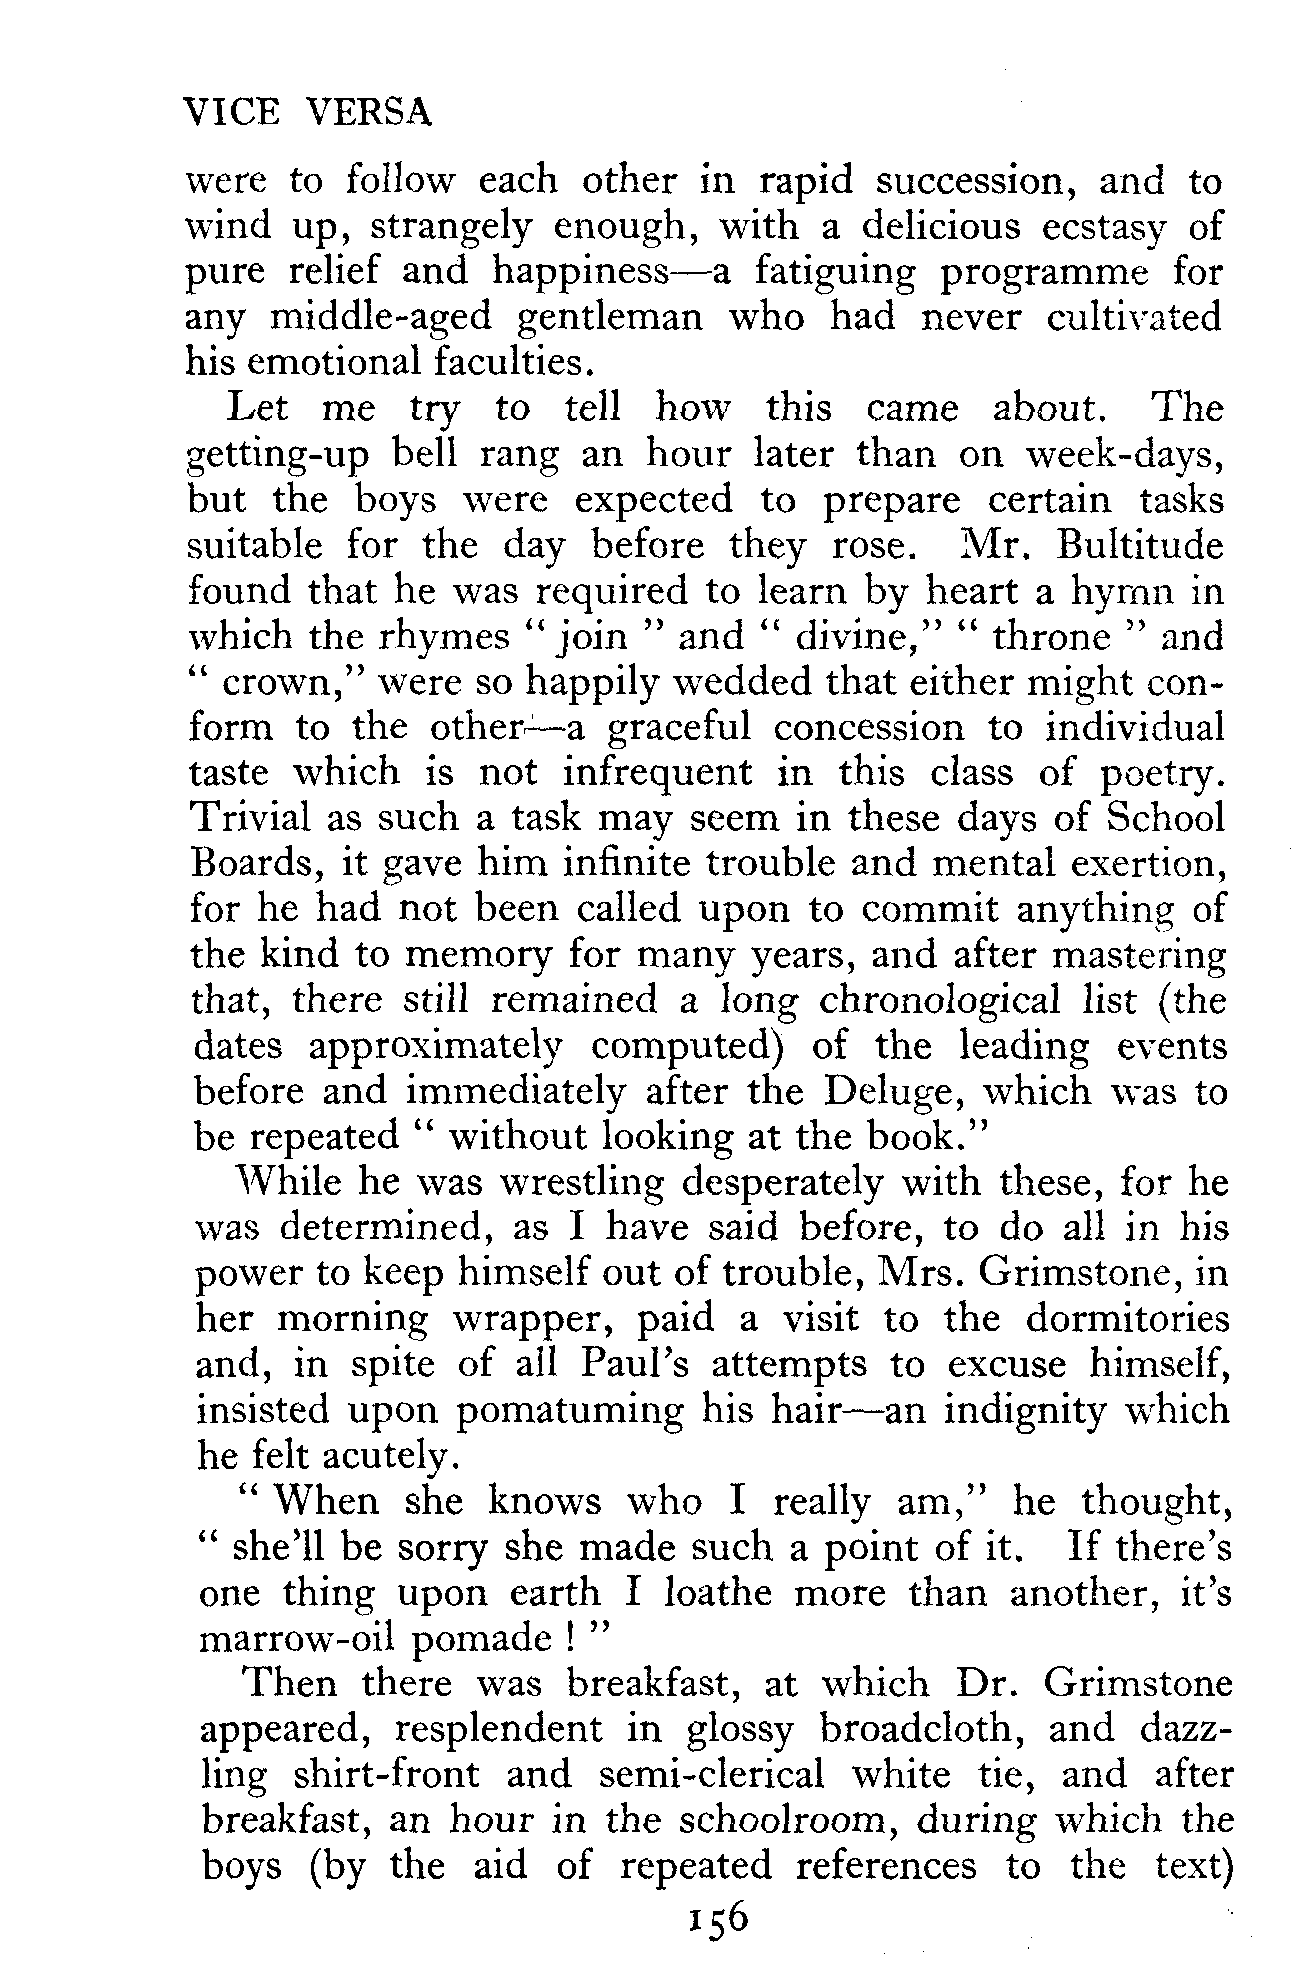 VICE VERSA
were to follow each other in rapid succession, and to
wind up, strangely enough, with a delicious ecstasy of
pure relief and happiness—a fatiguing programme for
any middle-aged gentleman who had never cultivated
his emotional faculties.
Let me try to tell how this came about. The
getting-up bell rang an hour later than on week-days,
but the boys were expected to prepare certain tasks
suitable for the day before they rose. Mr. Bultitude
found that he was required to learn by heart a hymn in
which the rhymes “ join ” and “ divine,” “ throne ” and
“ crown,” were so happily wedded that either might con-
form to the other—a graceful concession to individual
taste which is not infrequent in this class of poetry.
Trivial as such a task may seem in these days of School
Boards, it gave him infinite trouble and mental exertion,
for he had not been called upon to commit anything of
the kind to memory for many years, and after mastering
that, there still remained a long chronological list (the
dates approximately computed) of the leading events
before and immediately after the Deluge, which was to
be repeated “ without looking at the book.”
While he was wrestling desperately with these, for he
was determined, as I have said before, to do all in his
power to keep himself out of trouble, Mrs. Grimstone, in
her morning wrapper, paid a visit to the dormitories
and, in spite of all Paul’s attempts to excuse himself,
insisted upon pomatuming his hair—an indignity which
he felt acutely.
“ When she knows who I really am,” he thought,
“ she’ll be sorry she made such a point of it. If there’s
one thing upon earth I loathe more than another, it’s
marrow-oil pomade ! ”
Then there was breakfast, at which Dr. Grimstone
appeared, resplendent in glossy broadcloth, and dazz-
ling shirt-front and semi-clerical white tie, and after
breakfast, an hour in the schoolroom, during which the
boys (by the aid of repeated references to the text)
156